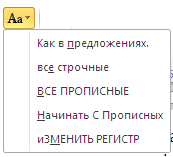 Aa
Как в предложениях.
все строчные
ВСЕ ПРОПИСНЫЕ
Начинать С Прописных
иЗМЕНИТЬ РЕГИСТР